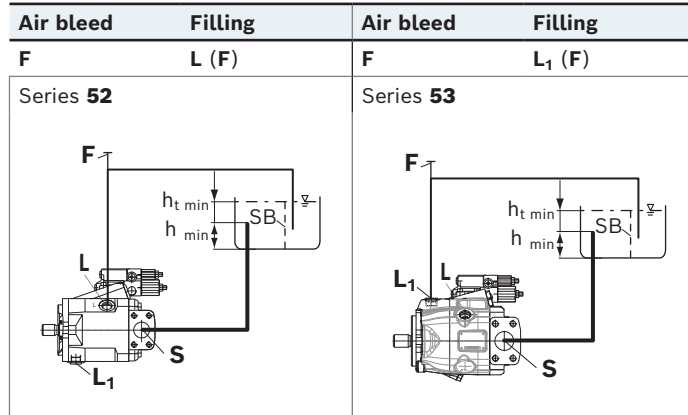 Air bleed Filling Air bleed Filling
F L (F) F L₁ (F)
Series 52 Series 53
F
hₜ min
SB
h min
L
L
S
L₁
F
hₜ min
SB
h min
L
L₁
S